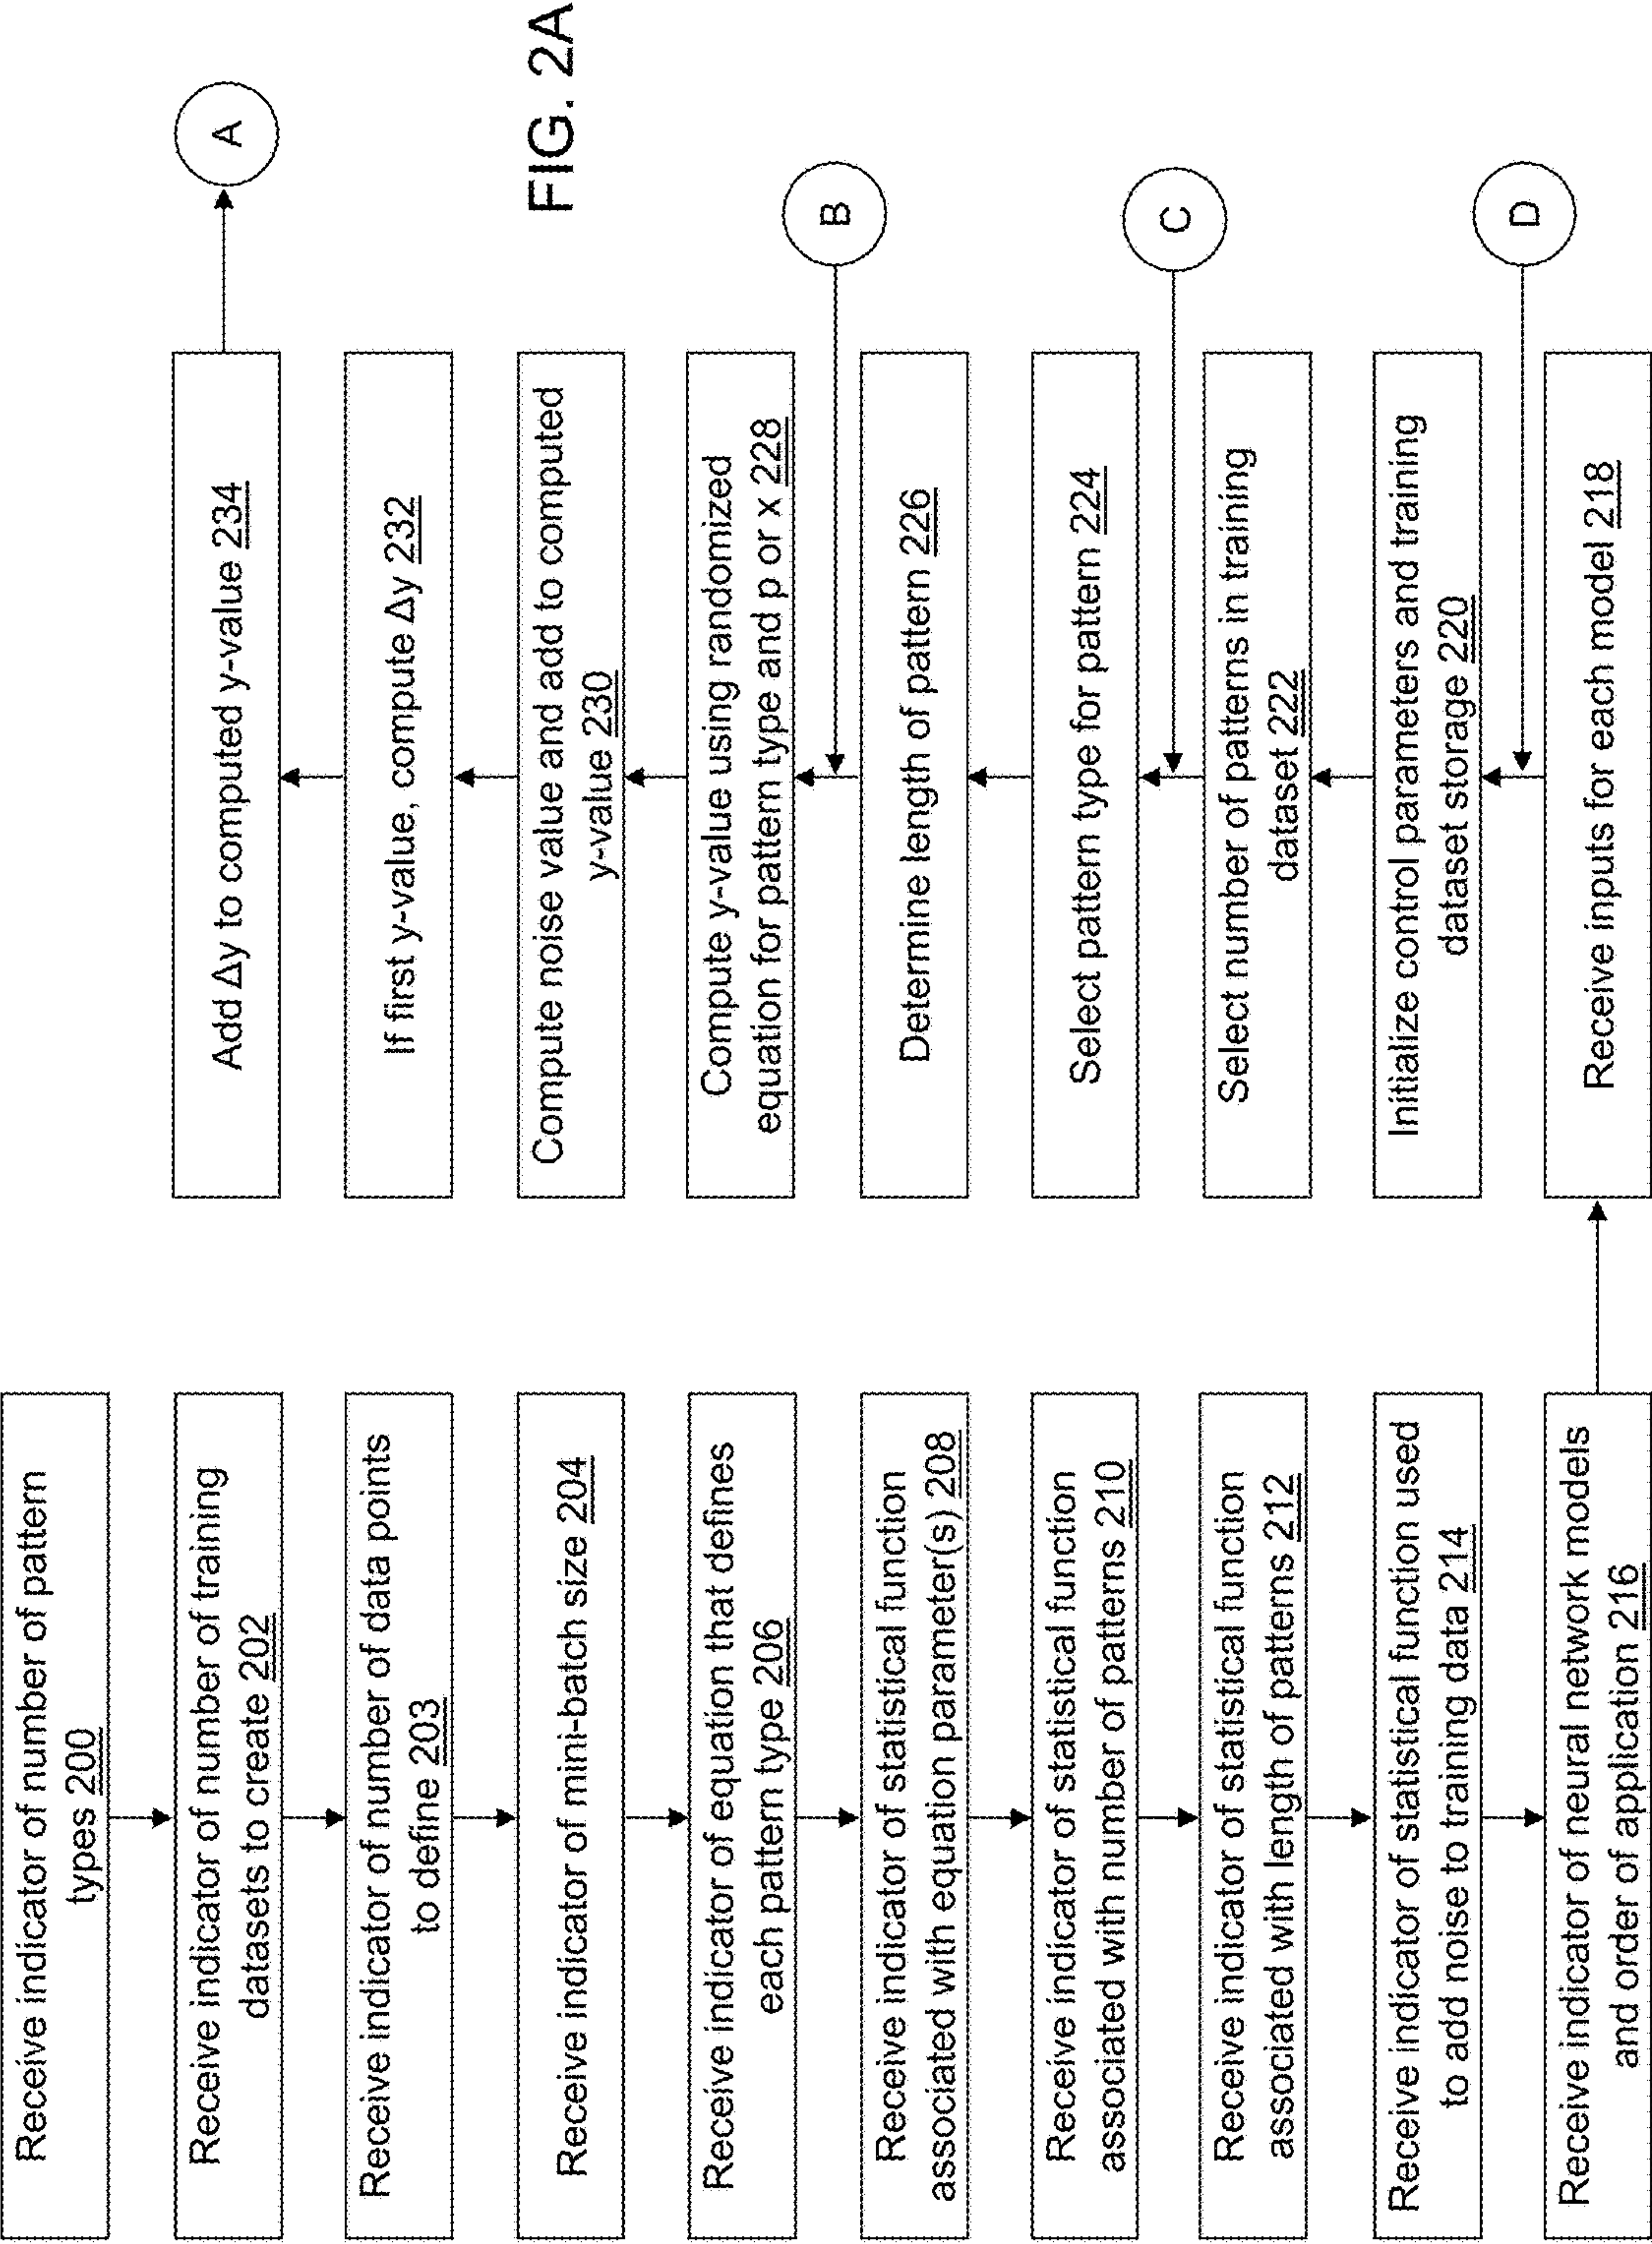 Receive indicator of number of pattern
types 200
Receive indicator of number of training
datasets to create 202
Receive indicator of number of data points
to define 203
Receive indicator of mini-batch size 204
Receive indicator of equation that defines
each pattern type 206
Receive indicator of statistical function
associated with equation parameter(s) 208
Receive indicator of statistical function
associated with number of patterns 210
Receive indicator of statistical function
associated with length of patterns 212
Receive indicator of statistical function used
to add noise to training data 214
Receive indicator of neural network models
and order of application 216
Receive inputs for each model 218
Initialize control parameters and training
dataset storage 220
Select number of patterns in training
dataset 222
Select pattern type for pattern 224
Determine length of pattern 226
Compute y-value using randomized
equation for pattern type and p or x 228
Compute noise value and add to computed
y-value 230
If first y-value, compute Δy 232
Add Δy to computed y-value 234
A
B
C
D
FIG. 2A